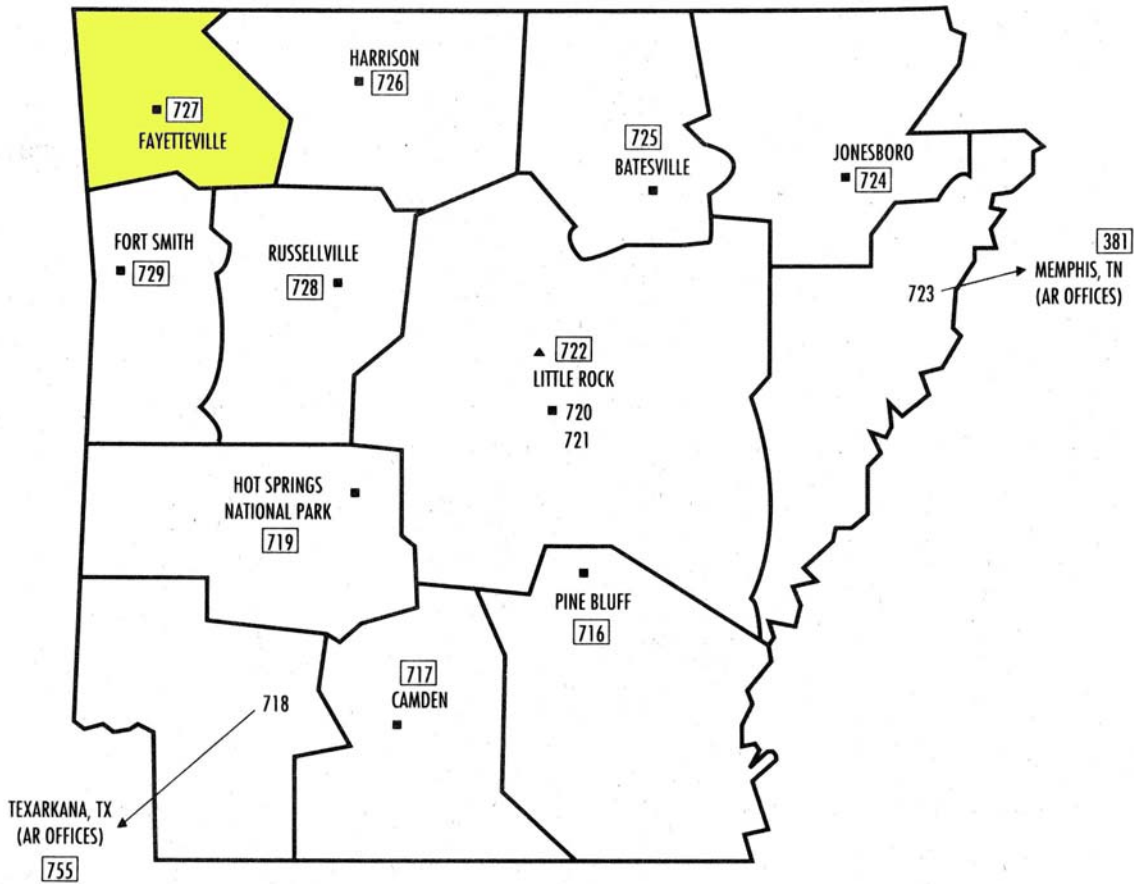 HARRISON
726
727
FAYETTEVILLE
725
BATESVILLE
JONESBORO
724
FORT SMITH
729
RUSSELLVILLE
728
381
MEMPHIS, TN
(AR OFFICES)
723
722
LITTLE ROCK
720
721
HOT SPRINGS
NATIONAL PARK
719
PINE BLUFF
716
717
CAMDEN
718
TEXARKANA, TX
(AR OFFICES)
755